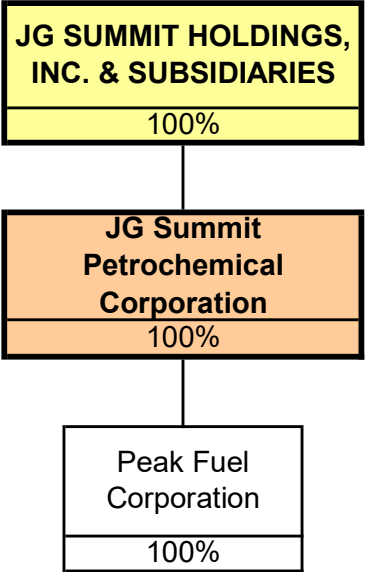 JG SUMMIT HOLDINGS,
INC. & SUBSIDIARIES
100%
JG Summit
Petrochemical
Corporation
100%
Peak Fuel
Corporation
100%